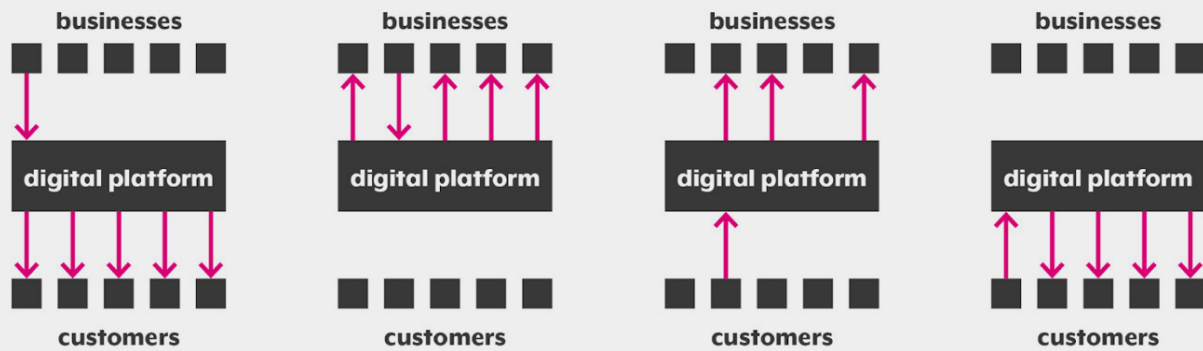 businesses
businesses
businesses
businesses
digital platform
digital platform
digital platform
digital platform
customers
customers
customers
customers